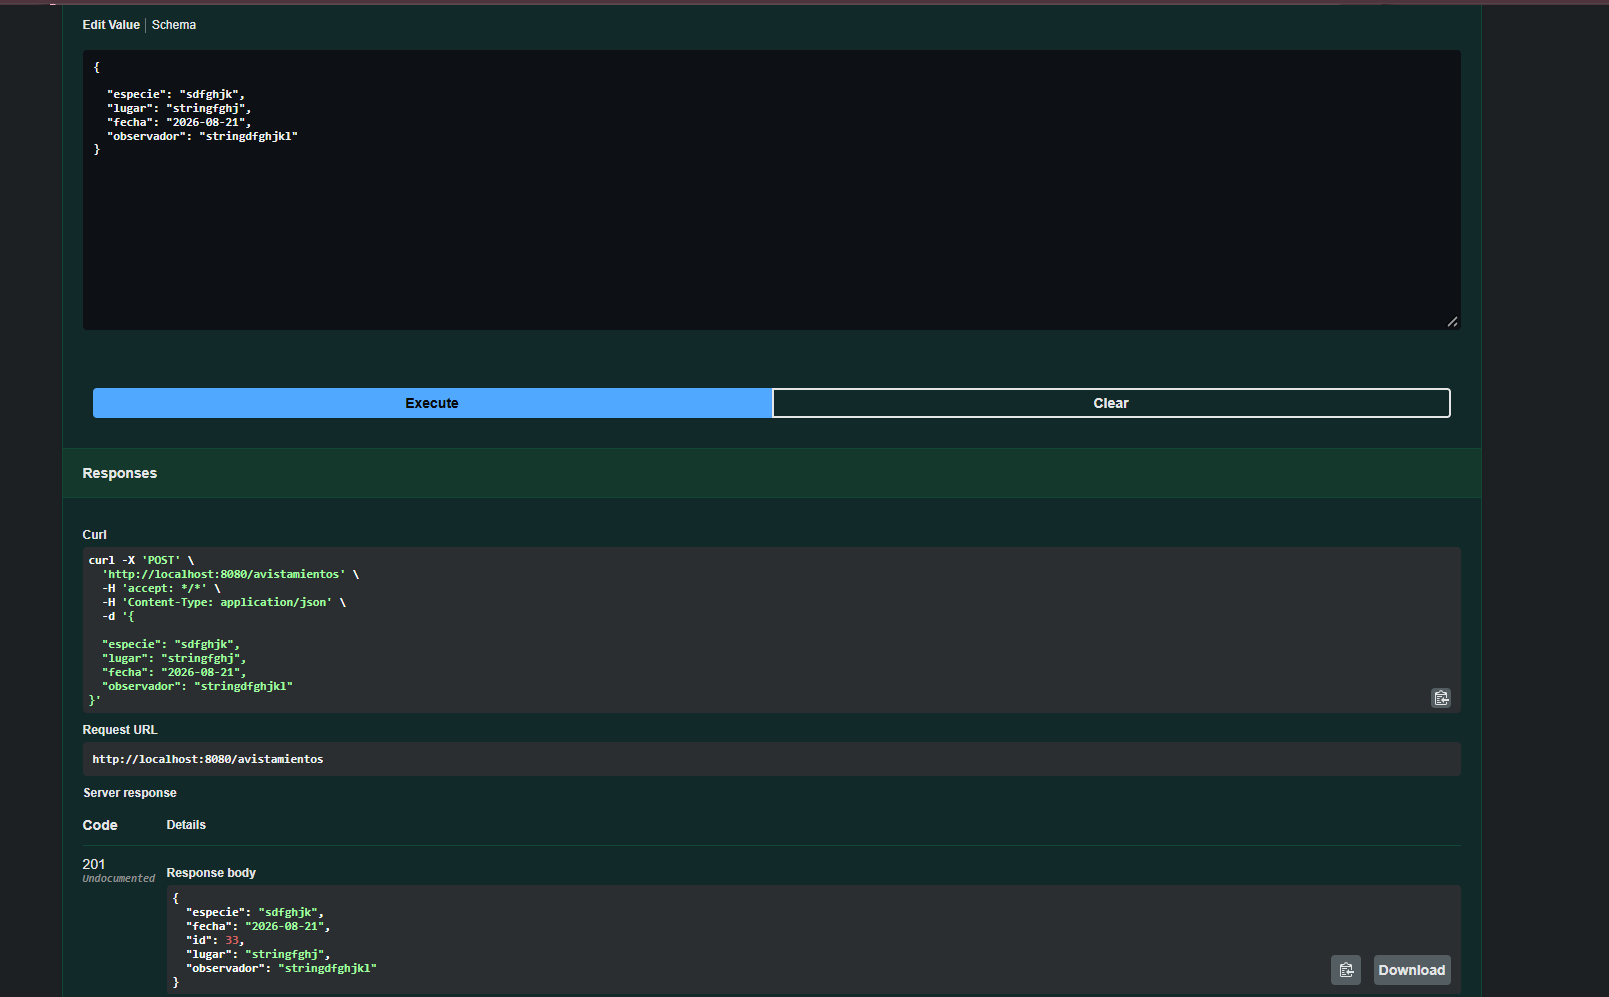 Edit Value | Schema
{
"especie": "sdfghjk",
"lugar": "stringfghj",
"fecha": "2026-08-21",
"observador": "stringdfghjkl"
}
Execute
Clear
Responses
Curl
curl -X 'POST' \
'http://localhost:8080/avistamientos' \
-H 'accept: */*' \
-H 'Content-Type: application/json' \
-d '{
"especie": "sdfghjk",
"lugar": "stringfghj",
"fecha": "2026-08-21",
"observador": "stringdfghjkl"
}'
Request URL
http://localhost:8080/avistamientos
Server response
Code Details
201
Undocumented
Response body
{
"especie": "sdfghjk",
"fecha": "2026-08-21",
"id": 33,
"lugar": "stringfghj",
"observador": "stringdfghjkl"
}
Download